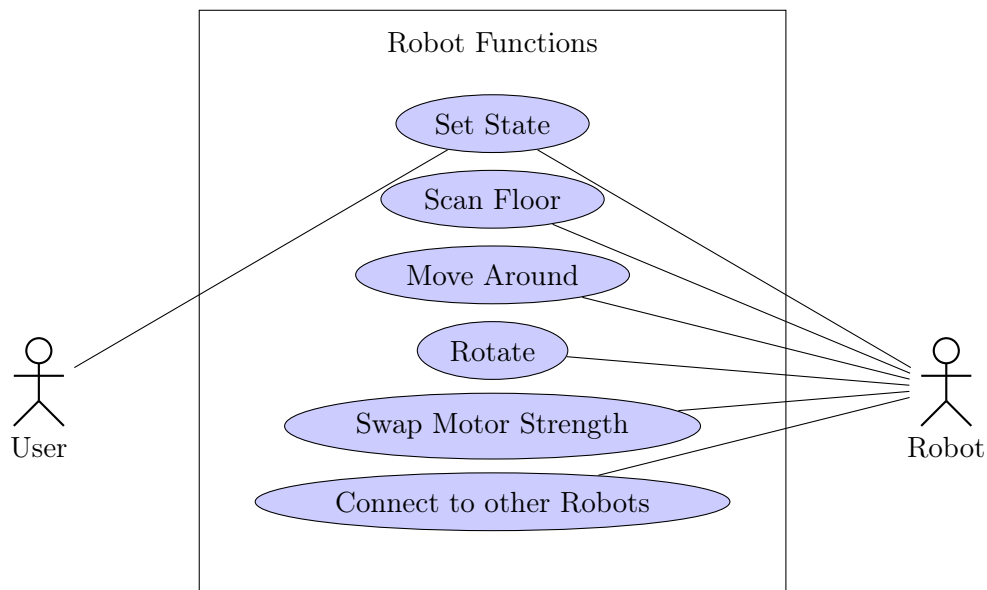 Robot Functions
Set State
Scan Floor
Move Around
Rotate
Swap Motor Strength
Connect to other Robots
User
Robot